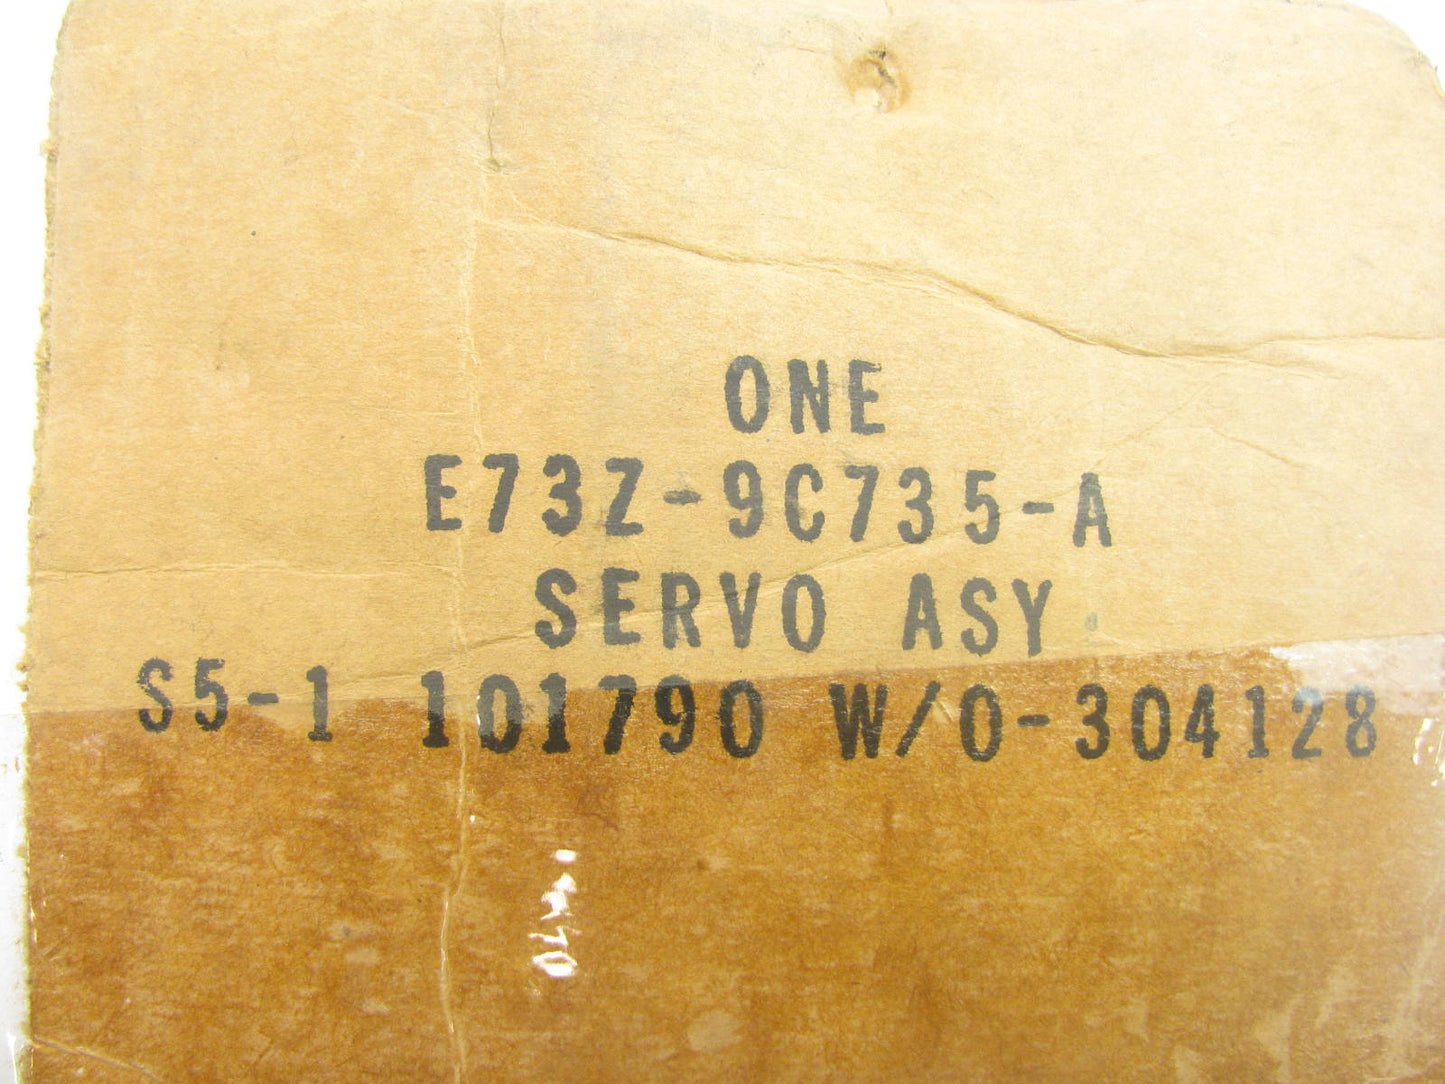 ONE
E73Z-9C735-A
SERVO ASY
S5-1 101790 W/O-304128